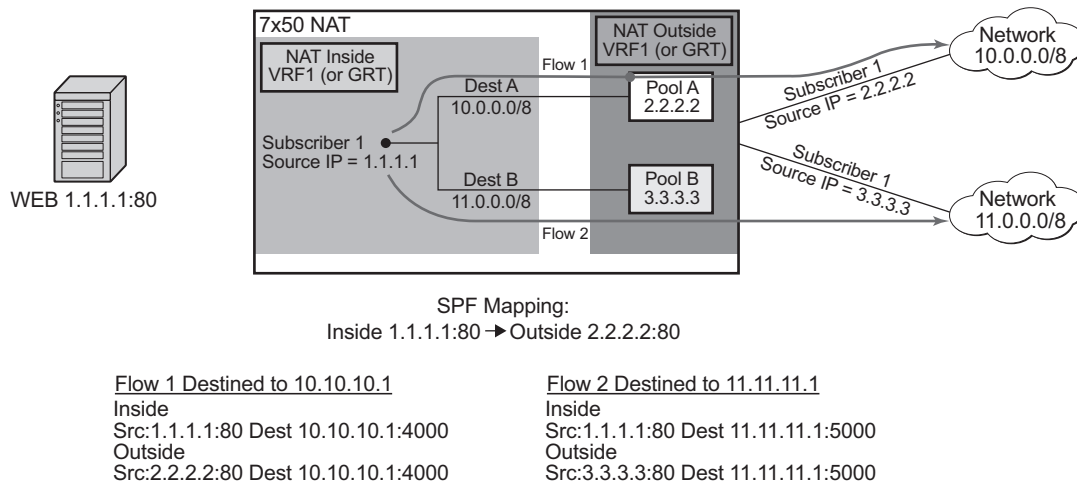 7x50 NAT
NAT Inside
VRF1 (or GRT)
NAT Outside
VRF1 (or GRT)
Flow 1
Dest A
10.0.0.0/8
Pool A
2.2.2.2
Subscriber 1
Source IP = 2.2.2.2
Network
10.0.0.0/8
Subscriber 1
Source IP = 1.1.1.1
WEB 1.1.1.1:80
Dest B
11.0.0.0/8
Pool B
3.3.3.3
Subscriber 1
Source IP = 3.3.3.3
Network
11.0.0.0/8
Flow 2
SPF Mapping:
Inside 1.1.1.1:80 → Outside 2.2.2.2:80
Flow 1 Destined to 10.10.10.1
Inside
Src:1.1.1.1:80 Dest 10.10.10.1:4000
Outside
Src:2.2.2.2:80 Dest 10.10.10.1:4000
Flow 2 Destined to 11.11.11.1
Inside
Src:1.1.1.1:80 Dest 11.11.11.1:5000
Outside
Src:3.3.3.3:80 Dest 11.11.11.1:5000